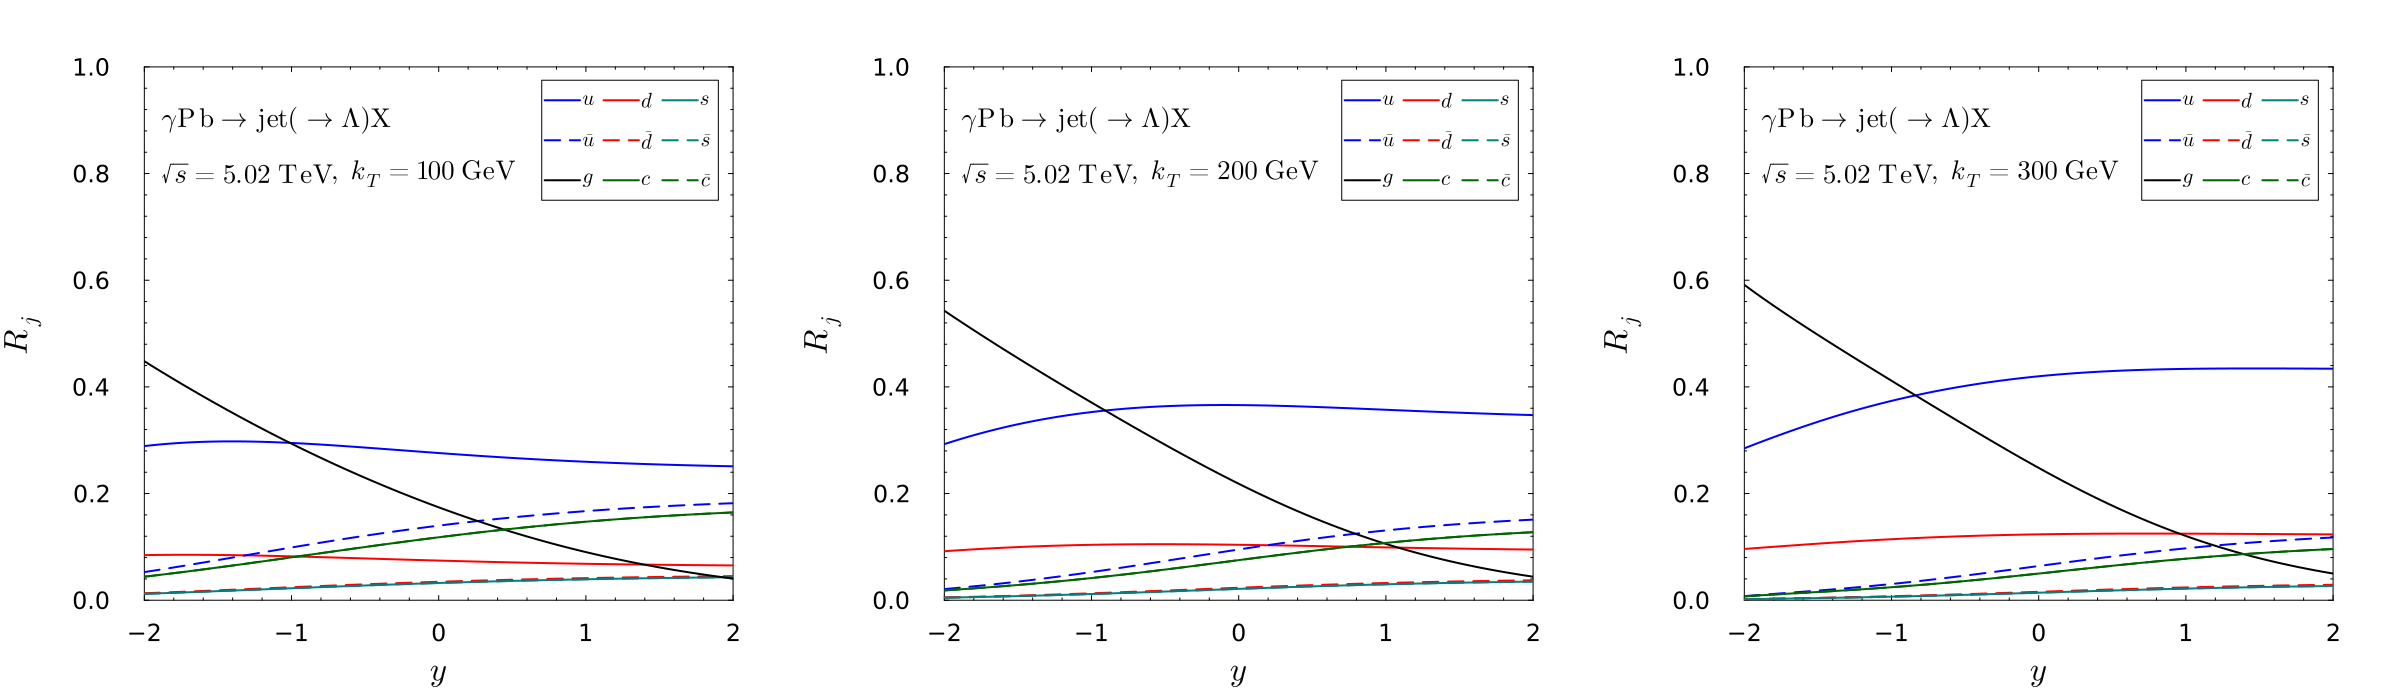 1.0
0.8
0.6
0.4
0.2
0.0
−2 −1 0 1 2
R_j
y
γPb → jet( → Λ)X
√s = 5.02 TeV, k_T = 100 GeV
u d s
ū d̄ s̄
g c c̄
1.0
0.8
0.6
0.4
0.2
0.0
−2 −1 0 1 2
R_j
y
γPb → jet( → Λ)X
√s = 5.02 TeV, k_T = 200 GeV
u d s
ū d̄ s̄
g c c̄
1.0
0.8
0.6
0.4
0.2
0.0
−2 −1 0 1 2
R_j
y
γPb → jet( → Λ)X
√s = 5.02 TeV, k_T = 300 GeV
u d s
ū d̄ s̄
g c c̄